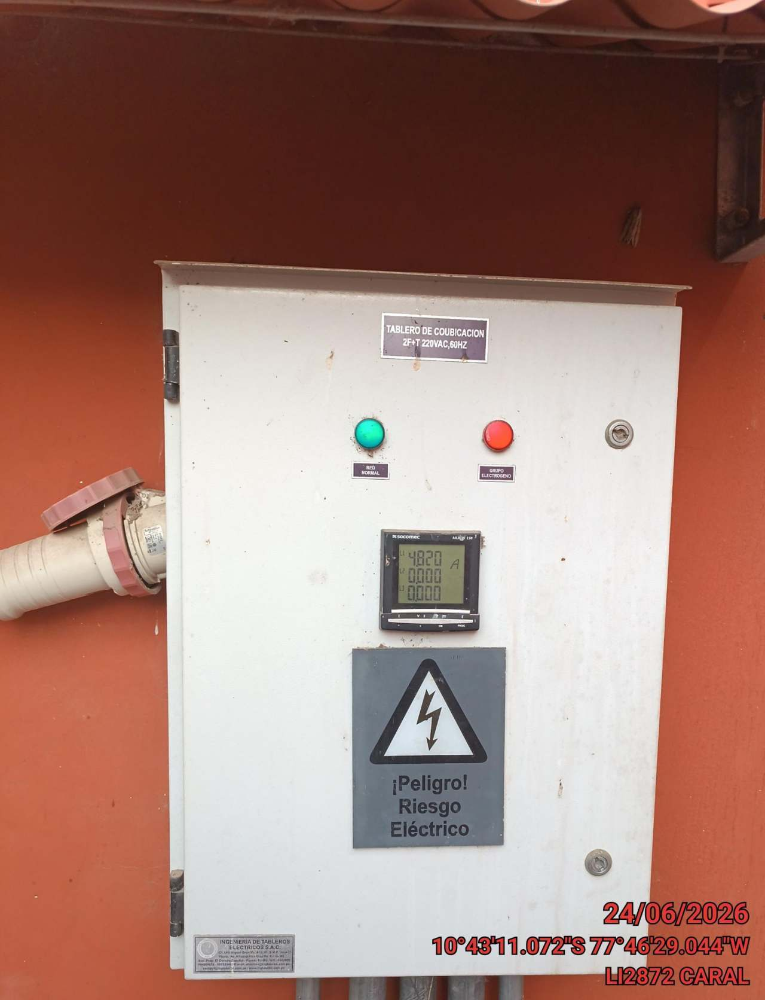 TABLERO DE COUBICACION
2F+T 220VAC,60HZ
RED
NORMAL
GRUPO
ELECTROGENO
socomec
MULTIS L50
L1 4.820 A
L2 0.000
L3 0.000
¡Peligro!
Riesgo
Eléctrico
INGENIERIA DE TABLEROS
ELECTRICOS S.A.C.
24/06/2026
10°43'11.072"S 77°46'29.044"W
LI2872 CARAL